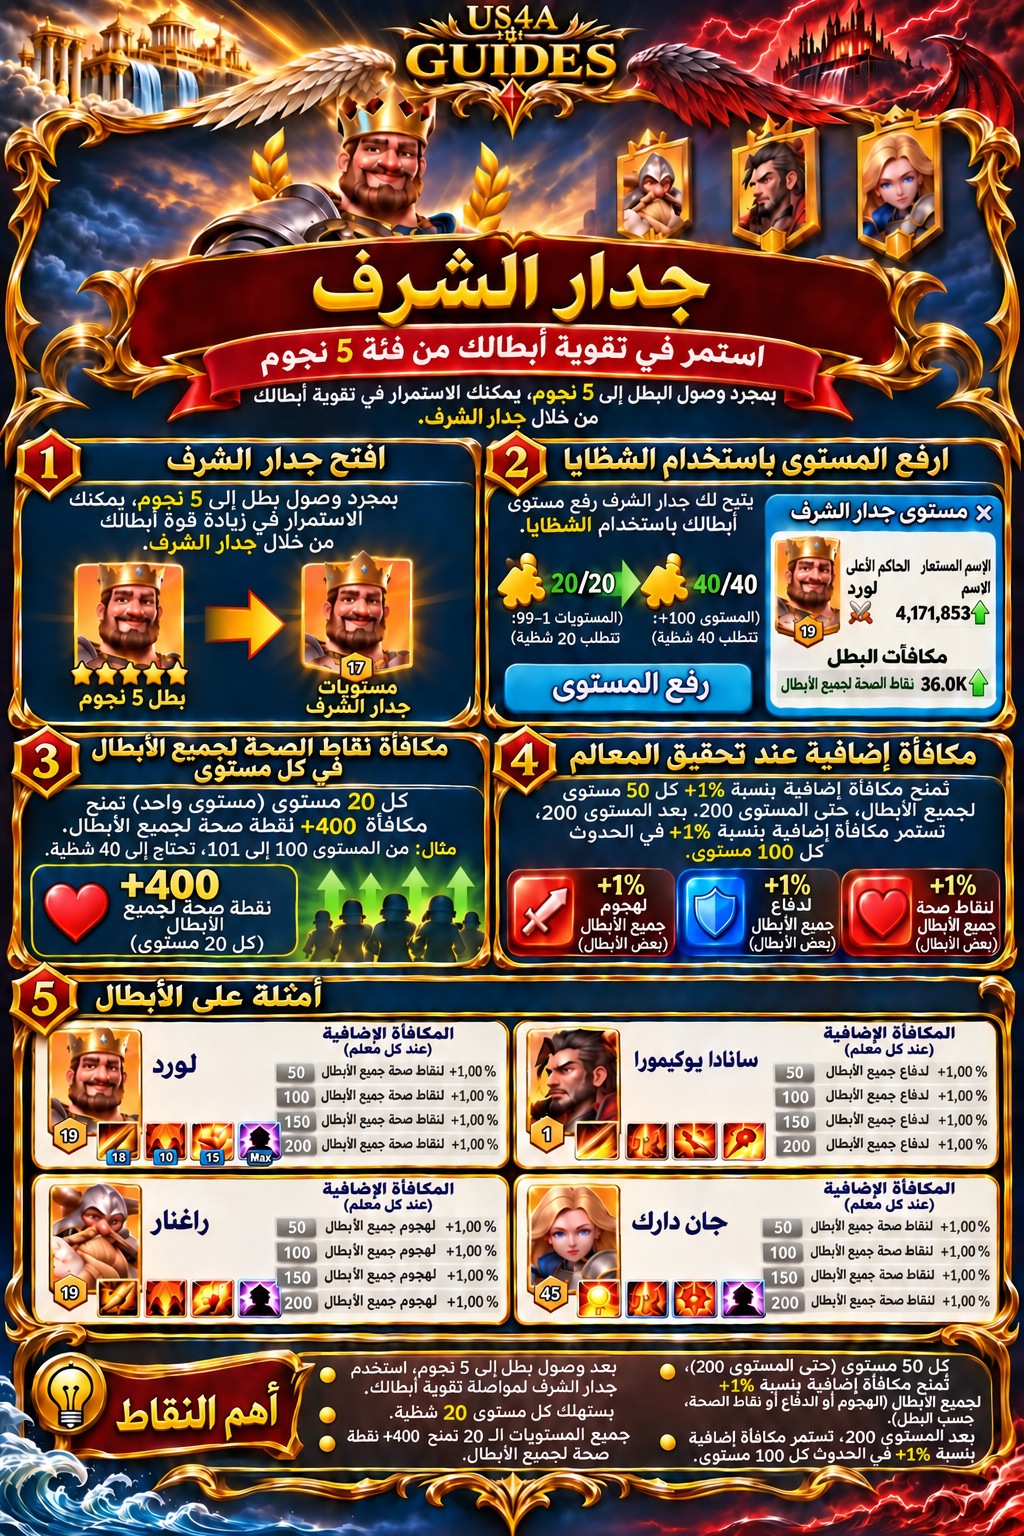 US4A
GUIDES
جدار الشرف
استمر في تقوية أبطالك من فئة 5 نجوم
بمجرد وصول البطل إلى 5 نجوم، يمكنك الاستمرار في تقوية أبطالك
من خلال جدار الشرف.
1
افتح جدار الشرف
بمجرد وصول بطل إلى 5 نجوم، يمكنك
الاستمرار في زيادة قوة أبطالك
من خلال جدار الشرف.
بطل 5 نجوم
17
مستويات
جدار الشرف
2
ارفع المستوى باستخدام الشظايا
يتيح لك جدار الشرف رفع مستوى
أبطالك باستخدام الشظايا.
20/20
40/40
(المستويات 1–99:
تتطلب 20 شظية)
(المستوى 100+:
تتطلب 40 شظية)
رفع المستوى
مستوى جدار الشرف
الإسم المستعار الحاكم الأعلى
الاسم
لورد
4,171,853
19
مكافآت البطل
36.0K نقاط الصحة لجميع الأبطال
3
مكافأة نقاط الصحة لجميع الأبطال
في كل مستوى
كل 20 مستوى (مستوى واحد) تمنح
مكافأة 400+ نقطة صحة لجميع الأبطال.
مثال: من المستوى 100 إلى 101، تحتاج إلى 40 شظية.
+400
نقطة صحة لجميع
الأبطال
(كل 20 مستوى)
4
مكافأة إضافية عند تحقيق المعالم
تُمنح مكافأة إضافية بنسبة 1%+ كل 50 مستوى
لجميع الأبطال، حتى المستوى 200. بعد المستوى 200،
تستمر مكافأة إضافية بنسبة 1%+ في الحدوث
كل 100 مستوى.
+1%
لهجوم
جميع الأبطال
(بعض الأبطال)
+1%
لدفاع
جميع الأبطال
(بعض الأبطال)
+1%
لنقاط صحة
جميع الأبطال
(بعض الأبطال)
5
أمثلة على الأبطال
لورد
19
18
10
15
Max
المكافأة الإضافية
(عند كل معلم)
50 لنقاط صحة جميع الأبطال +1,00 %
100 لنقاط صحة جميع الأبطال +1,00 %
150 لنقاط صحة جميع الأبطال +1,00 %
200 لنقاط صحة جميع الأبطال +1,00 %
سانادا يوكيمورا
1
المكافأة الإضافية
(عند كل معلم)
50 لدفاع جميع الأبطال +1,00 %
100 لدفاع جميع الأبطال +1,00 %
150 لدفاع جميع الأبطال +1,00 %
200 لدفاع جميع الأبطال +1,00 %
راغنار
19
المكافأة الإضافية
(عند كل معلم)
50 لهجوم جميع الأبطال +1,00 %
100 لهجوم جميع الأبطال +1,00 %
150 لهجوم جميع الأبطال +1,00 %
200 لهجوم جميع الأبطال +1,00 %
جان دارك
45
المكافأة الإضافية
(عند كل معلم)
50 لنقاط صحة جميع الأبطال +1,00 %
100 لنقاط صحة جميع الأبطال +1,00 %
150 لنقاط صحة جميع الأبطال +1,00 %
200 لنقاط صحة جميع الأبطال +1,00 %
أهم النقاط
بعد وصول بطل إلى 5 نجوم، استخدم
جدار الشرف لمواصلة تقوية أبطالك.
يستهلك كل مستوى 20 شظية.
جميع المستويات الـ 20 تمنح 400+ نقطة
صحة لجميع الأبطال.
كل 50 مستوى (حتى المستوى 200)،
تُمنح مكافأة إضافية بنسبة 1%+
لجميع الأبطال (الهجوم أو الدفاع أو نقاط الصحة،
حسب البطل).
بعد المستوى 200، تستمر مكافأة إضافية
بنسبة 1%+ في الحدوث كل 100 مستوى.